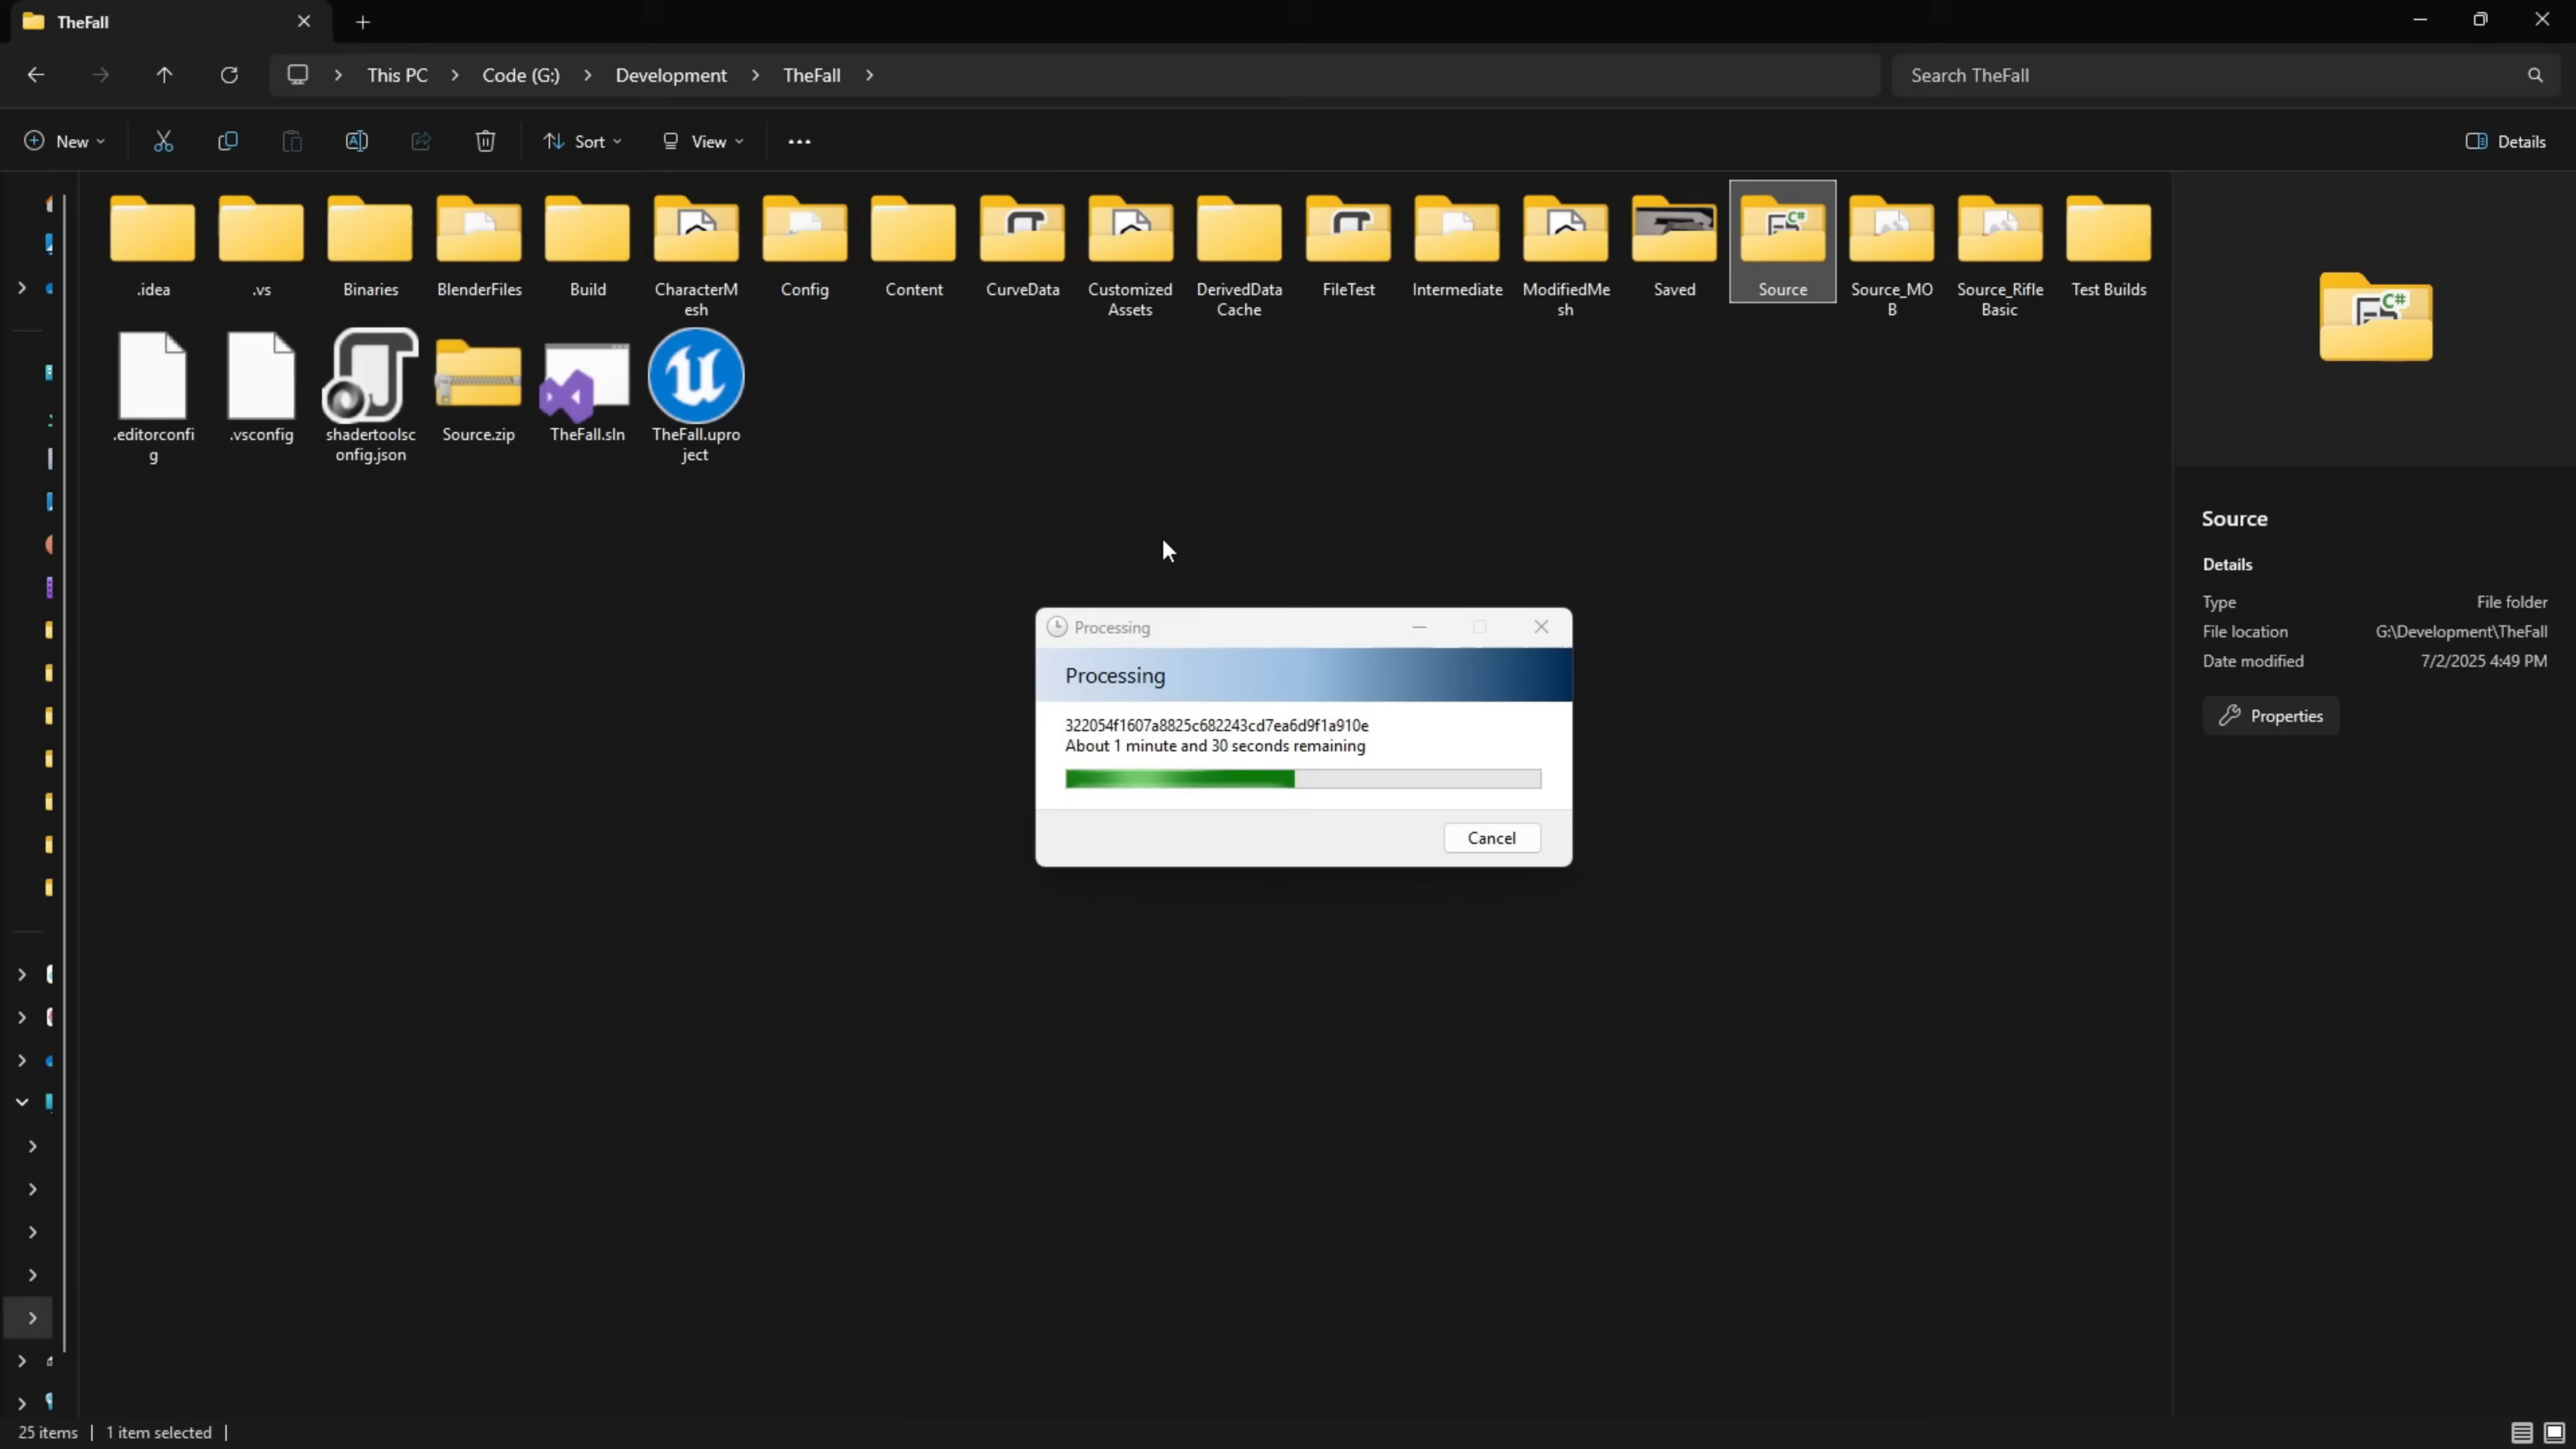 TheFall
This PC
Code (G:)
Development
TheFall
Search TheFall
New
Sort
View
Details
.idea
.vs
Binaries
BlenderFiles
Build
CharacterM
esh
Config
Content
CurveData
Customized
Assets
DerivedData
Cache
FileTest
Intermediate
ModifiedMe
sh
Saved
Source
Source_MO
B
Source_Rifle
Basic
Test Builds
.editorconfi
g
.vsconfig
shadertoolsc
onfig.json
Source.zip
TheFall.sln
TheFall.upro
ject
Source
Details
Type File folder
File location G:\Development\TheFall
Date modified 7/2/2025 4:49 PM
Properties
Processing
Processing
322054f1607a8825c682243cd7ea6d9f1a910e
About 1 minute and 30 seconds remaining
Cancel
25 items
1 item selected